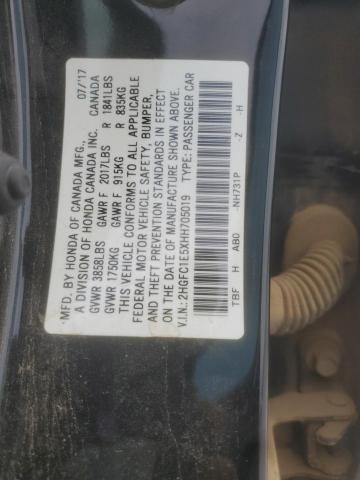 MFD. BY HONDA OF CANADA MFG., 07/17
A DIVISION OF HONDA CANADA INC. CANADA
GVWR 3858LBS GAWR F 2017LBS R 1841LBS
GVWR 1750KG GAWR F 915KG R 835KG
THIS VEHICLE CONFORMS TO ALL APPLICABLE
FEDERAL MOTOR VEHICLE SAFETY, BUMPER,
AND THEFT PREVENTION STANDARDS IN EFFECT
ON THE DATE OF MANUFACTURE SHOWN ABOVE.
V.I.N.: 2HGFC1E5XHH705019 TYPE: PASSENGER CAR
NH731P
TBF H AB0 -Z -H